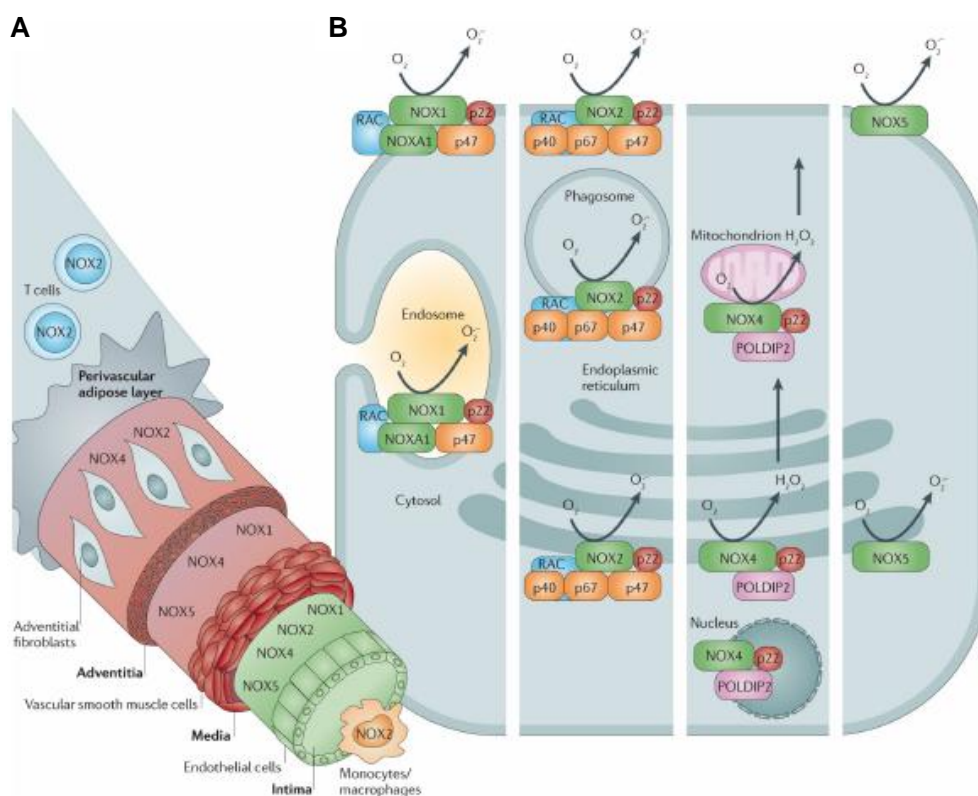 A
B
NOX2
T cells
NOX2
Perivascular
adipose layer
NOX2
NOX4
NOX1
NOX4
NOX5
NOX1
NOX2
NOX4
NOX5
NOX2
Adventitial
fibroblasts
Adventitia
Vascular smooth muscle cells
Media
Endothelial cells
Intima
Monocytes/
macrophages
O₂ O₂•−
NOX1 p22
RAC
NOXA1 p47
Endosome
O₂ O₂•−
NOX1 p22
RAC
NOXA1 p47
Cytosol
O₂ O₂•−
RAC NOX2 p22
p40 p67 p47
Phagosome
O₂ O₂•−
RAC NOX2 p22
p40 p67 p47
Endoplasmic
reticulum
O₂ O₂•−
RAC NOX2 p22
p40 p67 p47
Mitochondrion H₂O₂
O₂
NOX4 p22
POLDIP2
O₂ H₂O₂
NOX4 p22
POLDIP2
Nucleus
NOX4 p22
POLDIP2
O₂ O₂•−
NOX5
O₂ O₂•−
NOX5